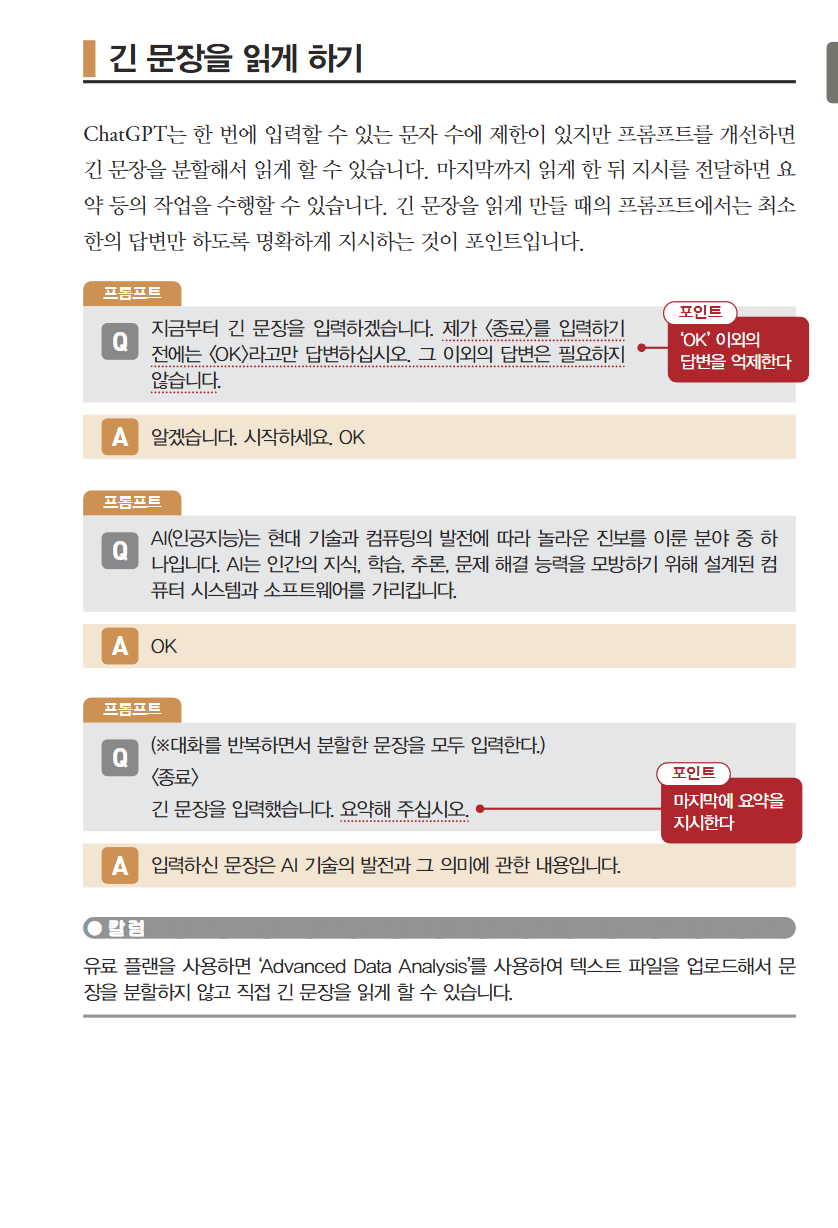 긴 문장을 읽게 하기
ChatGPT는 한 번에 입력할 수 있는 문자 수에 제한이 있지만 프롬프트를 개선하면
긴 문장을 분할해서 읽게 할 수 있습니다. 마지막까지 읽게 한 뒤 지시를 전달하면 요
약 등의 작업을 수행할 수 있습니다. 긴 문장을 읽게 만들 때의 프롬프트에서는 최소
한의 답변만 하도록 명확하게 지시하는 것이 포인트입니다.
프롬프트
Q
지금부터 긴 문장을 입력하겠습니다. 제가 〈종료〉를 입력하기
전에는 〈OK〉라고만 답변하십시오. 그 이외의 답변은 필요하지
않습니다.
포인트
‘OK’ 이외의
답변을 억제한다
A
알겠습니다. 시작하세요. OK
프롬프트
Q
AI(인공지능)는 현대 기술과 컴퓨팅의 발전에 따라 놀라운 진보를 이룬 분야 중 하
나입니다. AI는 인간의 지식, 학습, 추론, 문제 해결 능력을 모방하기 위해 설계된 컴
퓨터 시스템과 소프트웨어를 가리킵니다.
A
OK
프롬프트
Q
(※대화를 반복하면서 분할한 문장을 모두 입력한다.)
〈종료〉
긴 문장을 입력했습니다. 요약해 주십시오.
포인트
마지막에 요약을
지시한다
A
입력하신 문장은 AI 기술의 발전과 그 의미에 관한 내용입니다.
칼럼
유료 플랜을 사용하면 ‘Advanced Data Analysis’를 사용하여 텍스트 파일을 업로드해서 문
장을 분할하지 않고 직접 긴 문장을 읽게 할 수 있습니다.